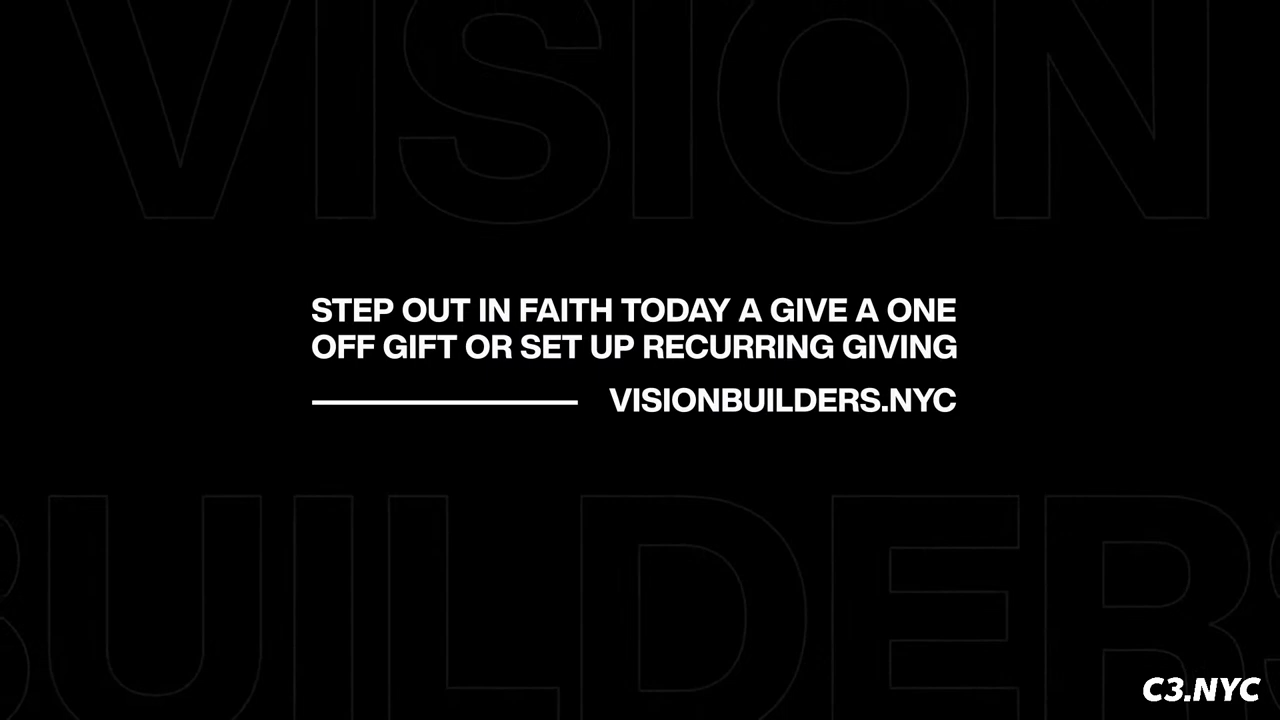 VISION
STEP OUT IN FAITH TODAY A GIVE A ONE
OFF GIFT OR SET UP RECURRING GIVING
VISIONBUILDERS.NYC
BUILDERS
C3.NYC